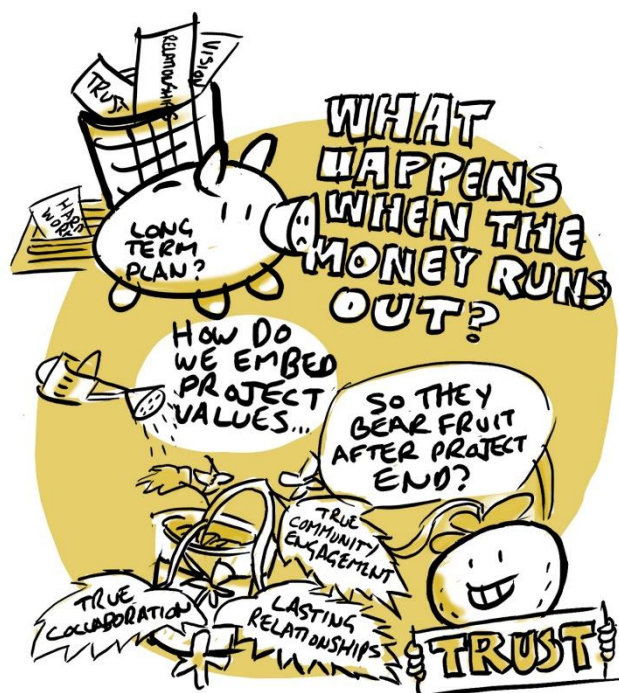 TRUST
RELATIONSHIPS
VISION
HARD
WORK
LONG
TERM
PLAN?
WHAT
HAPPENS
WHEN THE
MONEY RUNS
OUT?
HOW DO
WE EMBED
PROJECT
VALUES...
SO THEY
BEAR FRUIT
AFTER PROJECT
END?
TRUE
COMMUNITY
ENGAGEMENT
TRUE
COLLABORATION
LASTING
RELATIONSHIPS
TRUST